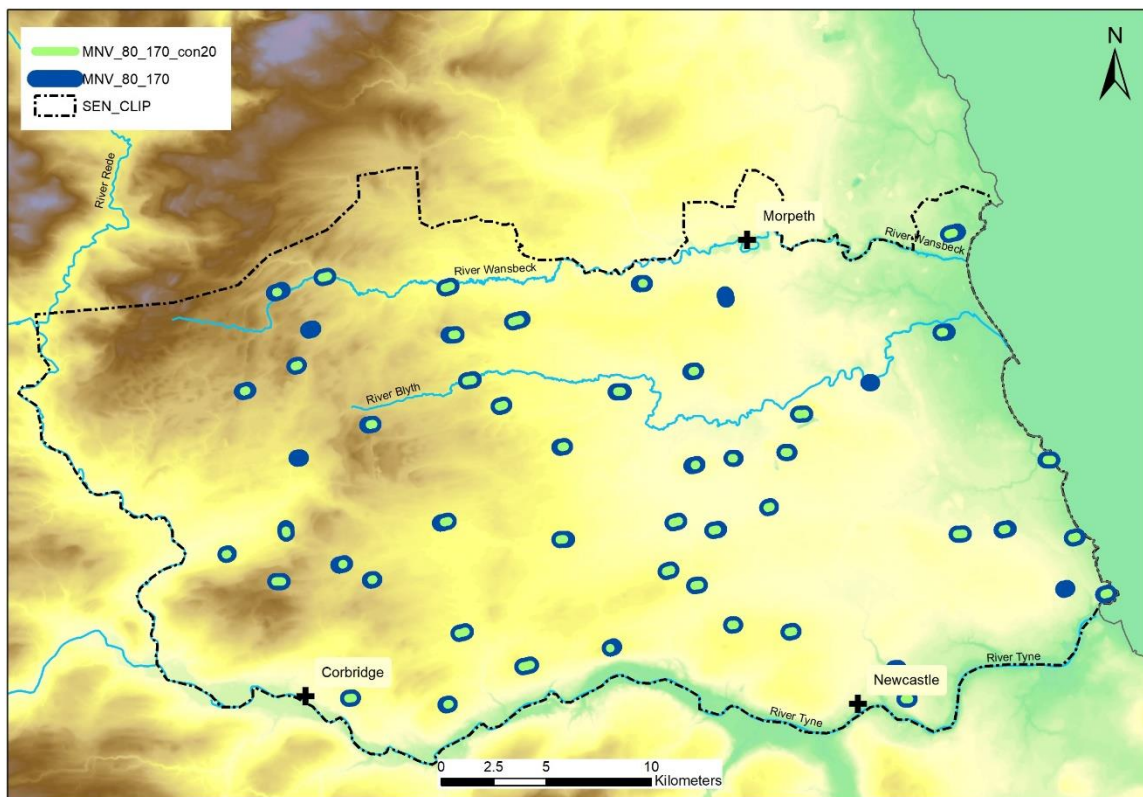 MNV_80_170_con20
MNV_80_170
SEN_CLIP
N
River Rede
Morpeth
River Wansbeck
River Wansbeck
River Blyth
Corbridge
Newcastle
River Tyne
River Tyne
0 2.5 5 10
Kilometers